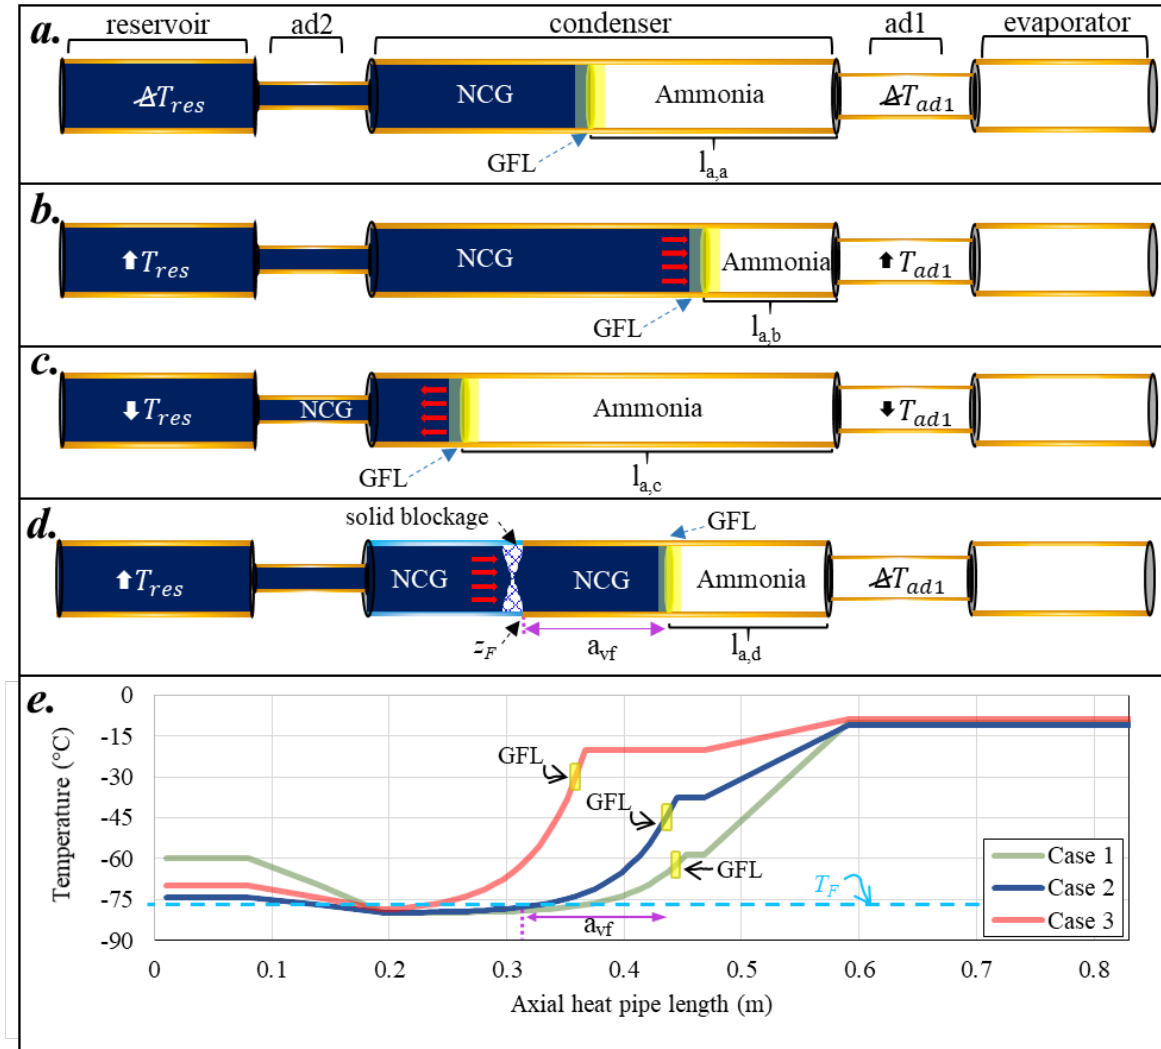 a.
reservoir ad2 condenser ad1 evaporator
ΔT_res NCG Ammonia ΔT_ad1
GFL l_a,a
b.
⬆ T_res NCG Ammonia ⬆ T_ad1
GFL l_a,b
c.
⬇ T_res NCG Ammonia ⬇ T_ad1
GFL l_a,c
d.
solid blockage GFL
⬆ T_res NCG NCG Ammonia ΔT_ad1
z_F a_vf l_a,d
e.
Temperature (°C)
0
-15
-30
-45
-60
-75
-90
GFL
GFL
GFL
T_F
a_vf
Case 1
Case 2
Case 3
0 0.1 0.2 0.3 0.4 0.5 0.6 0.7 0.8
Axial heat pipe length (m)